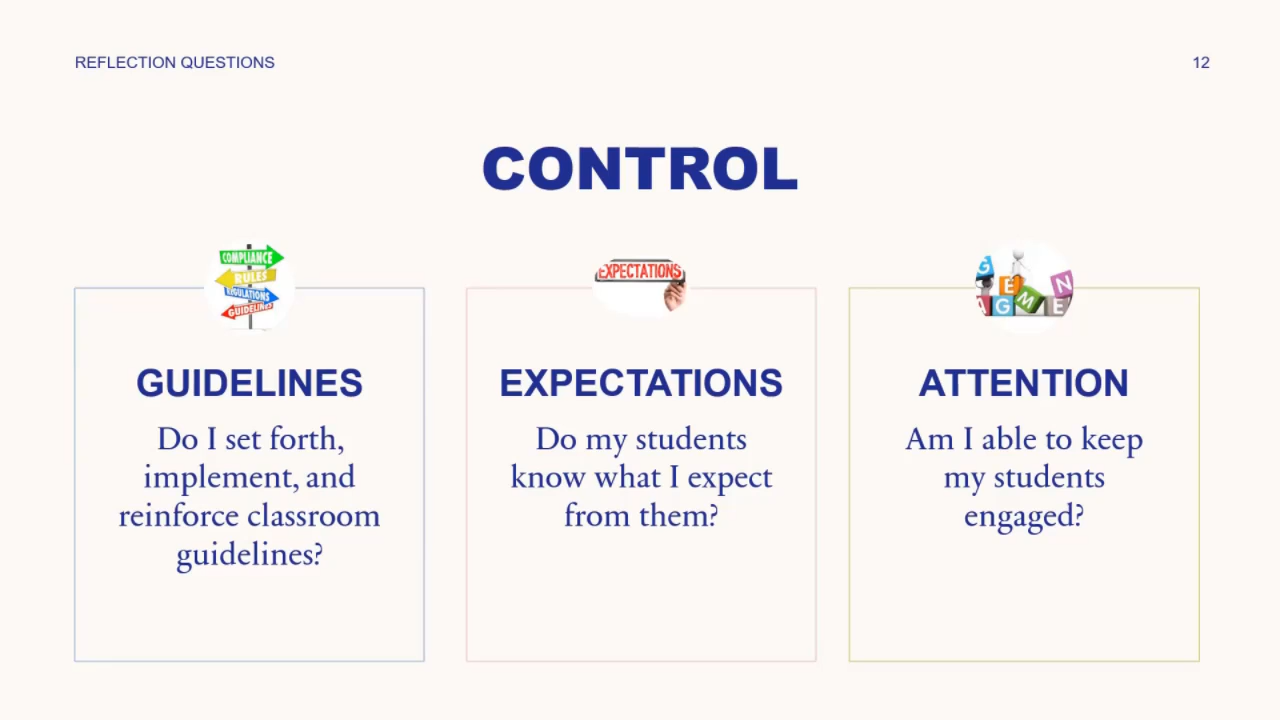 REFLECTION QUESTIONS
12
CONTROL
COMPLIANCE
RULES
REGULATIONS
GUIDELINES
EXPECTATIONS
G
E
N
G
M
E
GUIDELINES
Do I set forth,
implement, and
reinforce classroom
guidelines?
EXPECTATIONS
Do my students
know what I expect
from them?
ATTENTION
Am I able to keep
my students
engaged?